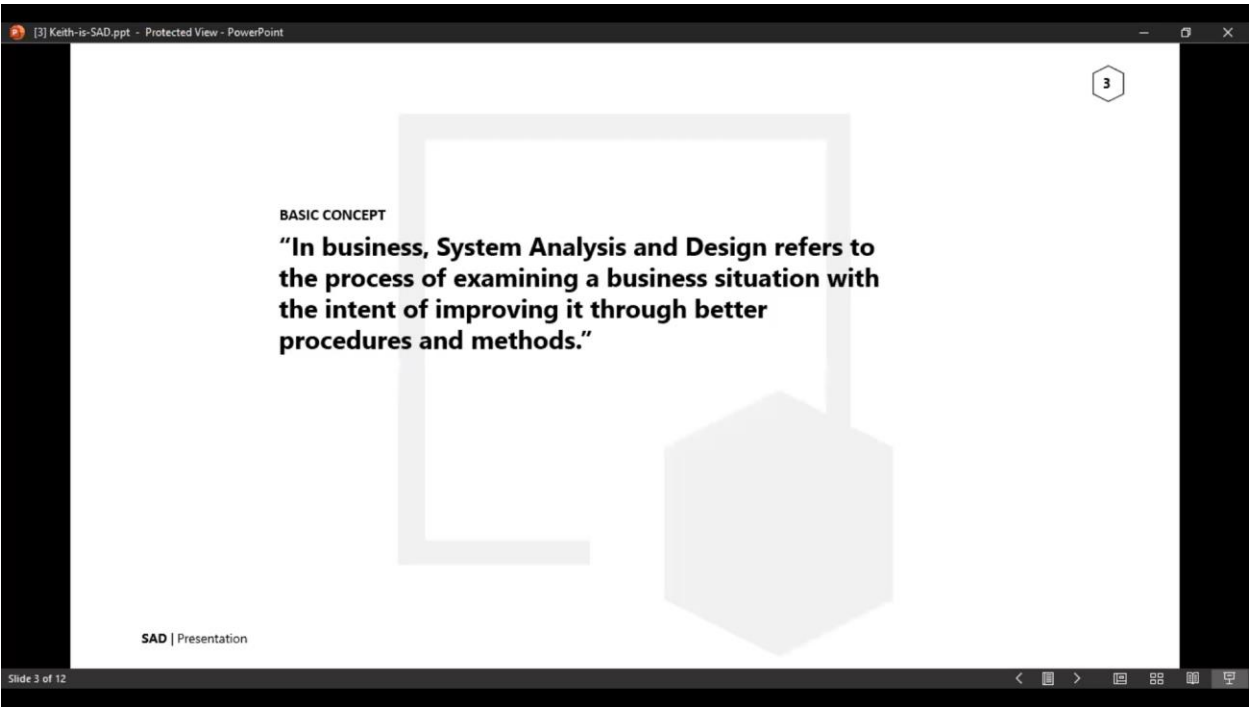 [3] Keith-is-SAD.ppt - Protected View - PowerPoint
3
BASIC CONCEPT
“In business, System Analysis and Design refers to
the process of examining a business situation with
the intent of improving it through better
procedures and methods.”
SAD | Presentation
Slide 3 of 12